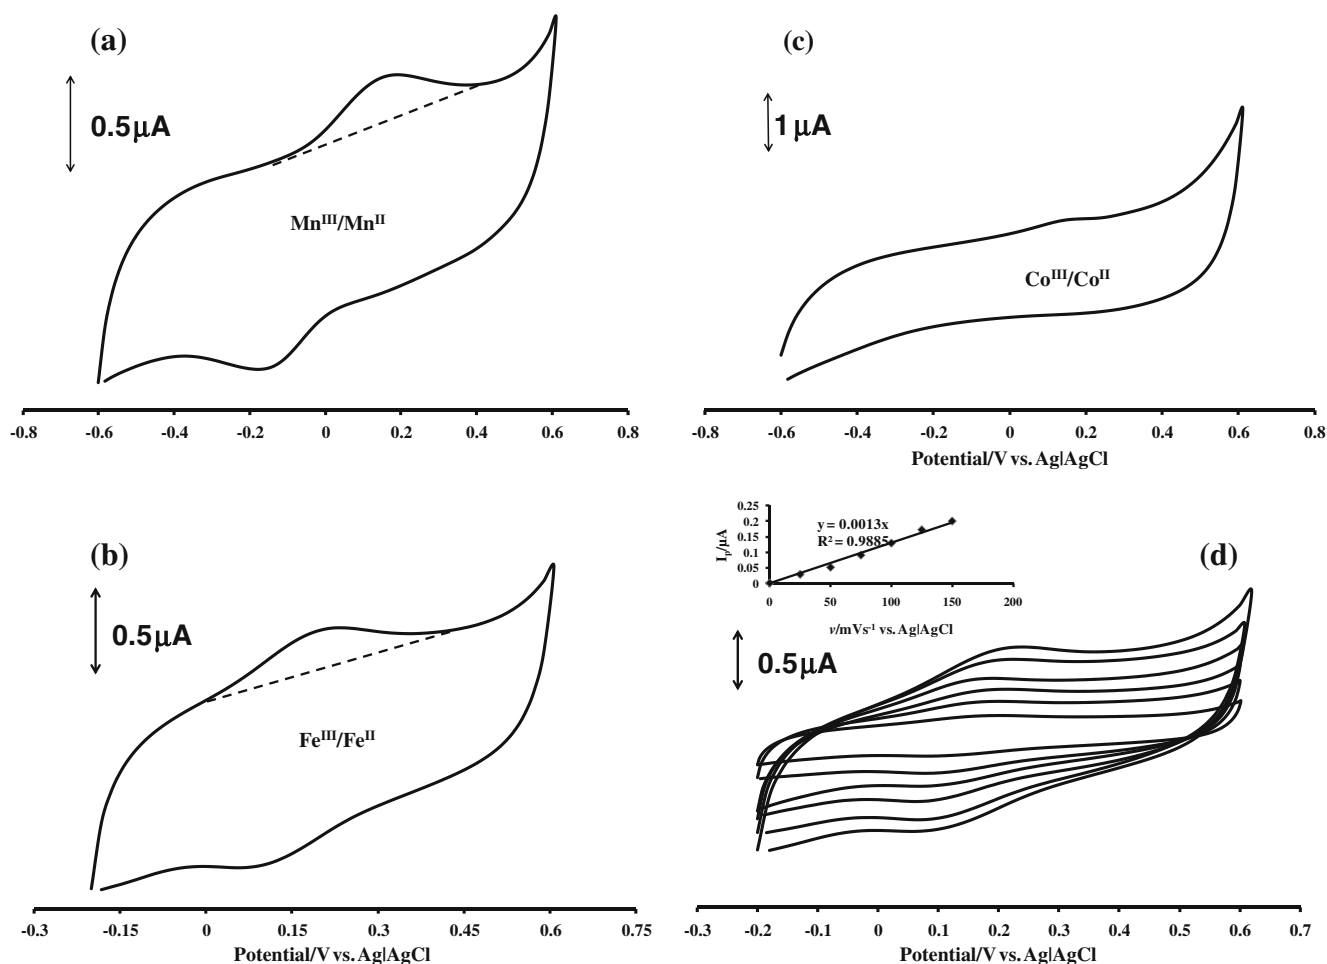 (a)
0.5µA
Mn^III/Mn^II
-0.8 -0.6 -0.4 -0.2 0 0.2 0.4 0.6 0.8
(c)
1µA
Co^III/Co^II
-0.8 -0.6 -0.4 -0.2 0 0.2 0.4 0.6 0.8
Potential/V vs. Ag|AgCl
(b)
0.5µA
Fe^III/Fe^II
-0.3 -0.15 0 0.15 0.3 0.45 0.6 0.75
Potential/V vs. Ag|AgCl
(d)
I_p/µA
0.25
0.2
0.15
0.1
0.05
0
y = 0.0013x
R² = 0.9885
0 50 100 150 200
v/mVs⁻¹ vs. Ag|AgCl
0.5µA
-0.3 -0.2 -0.1 0 0.1 0.2 0.3 0.4 0.5 0.6 0.7
Potential/V vs. Ag|AgCl